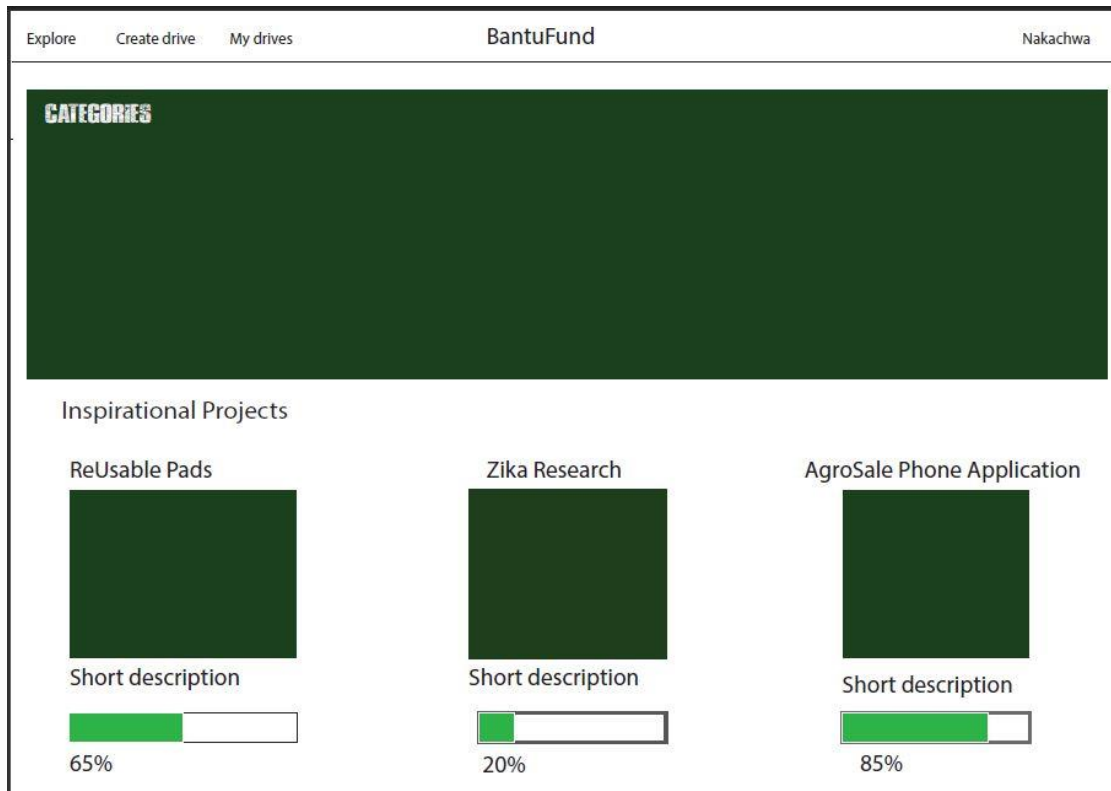 Explore Create drive My drives BantuFund Nakachwa
CATEGORIES
Inspirational Projects
ReUsable Pads Zika Research AgroSale Phone Application
Short description Short description Short description
65% 20% 85%